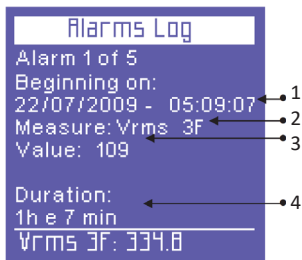 Alarms Log
Alarm 1 of 5
Beginning on:
22/07/2009 - 05:09:07
Measure: Vrms 3F
Value: 109
Duration:
1h e 7 min
Vrms 3F: 334.8
1
2
3
4